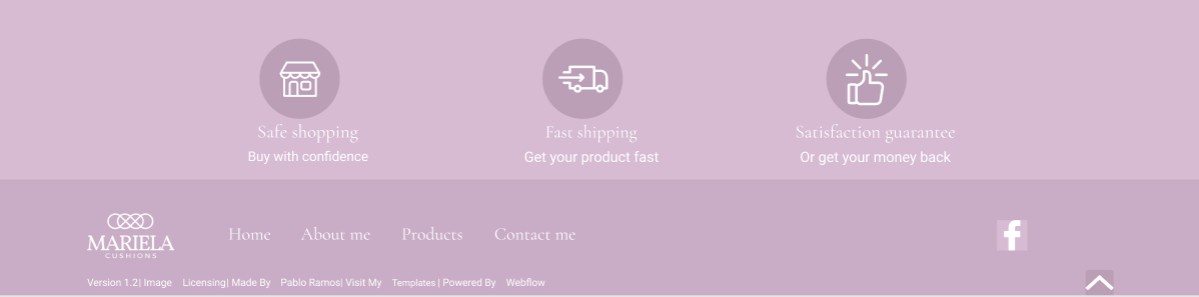 Safe shopping
Buy with confidence
Fast shipping
Get your product fast
Satisfaction guarantee
Or get your money back
MARIELA
CUSHIONS
Home About me Products Contact me
Version 1.2| Image Licensing| Made By Pablo Ramos| Visit My Templates | Powered By Webflow